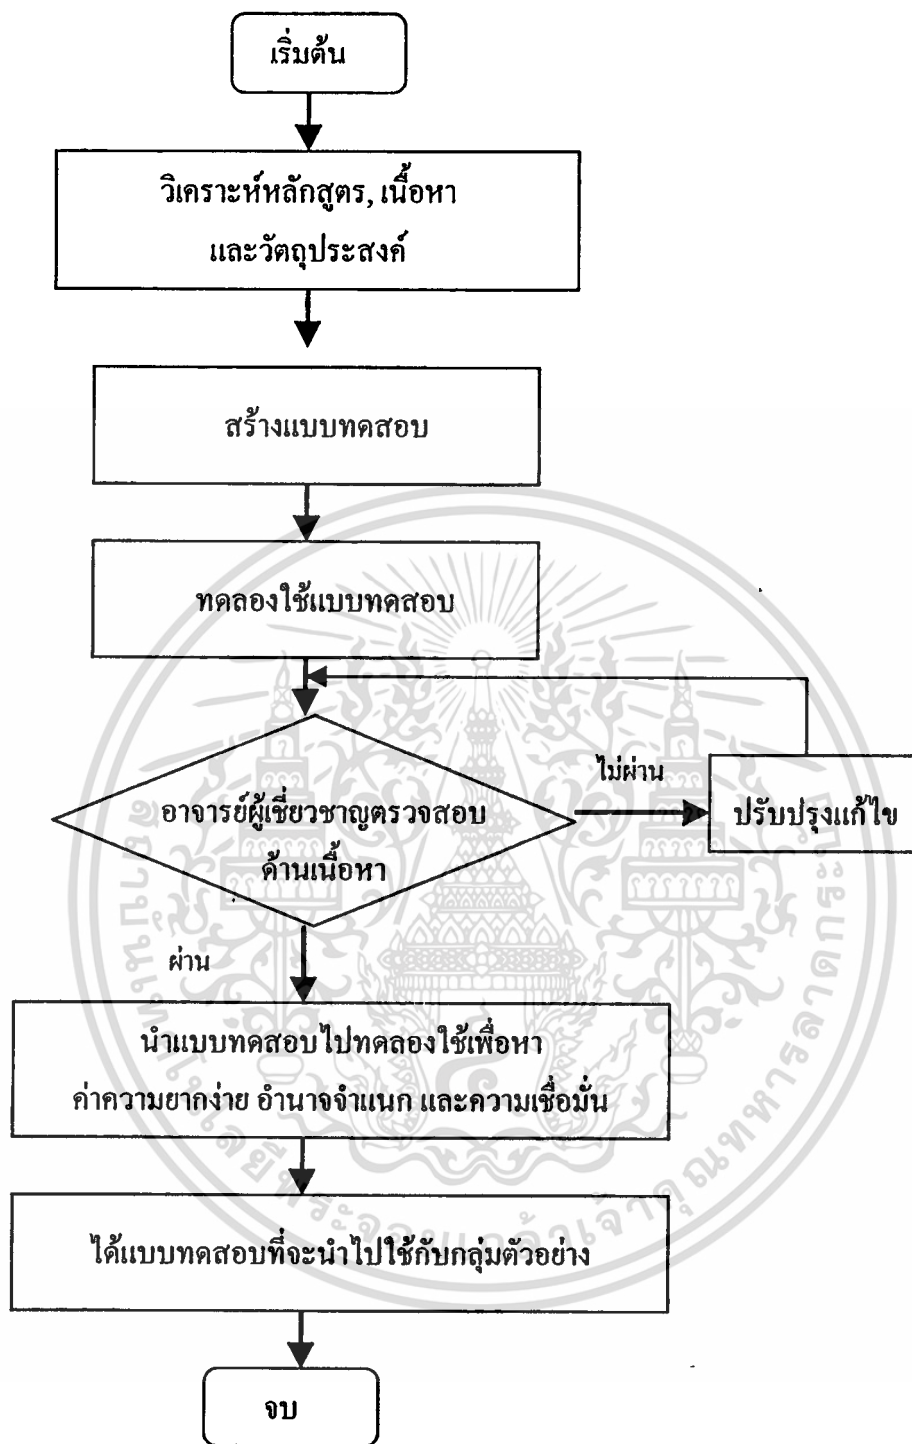 เริ่มต้น
วิเคราะห์หลักสูตร, เนื้อหา
และวัตถุประสงค์
สร้างแบบทดสอบ
ทดลองใช้แบบทดสอบ
อาจารย์ผู้เชี่ยวชาญตรวจสอบ
ด้านเนื้อหา
ไม่ผ่าน
ปรับปรุงแก้ไข
ผ่าน
นำแบบทดสอบไปทดลองใช้เพื่อหา
ค่าความยากง่าย อำนาจจำแนก และความเชื่อมั่น
ได้แบบทดสอบที่จะนำไปใช้กับกลุ่มตัวอย่าง
จบ